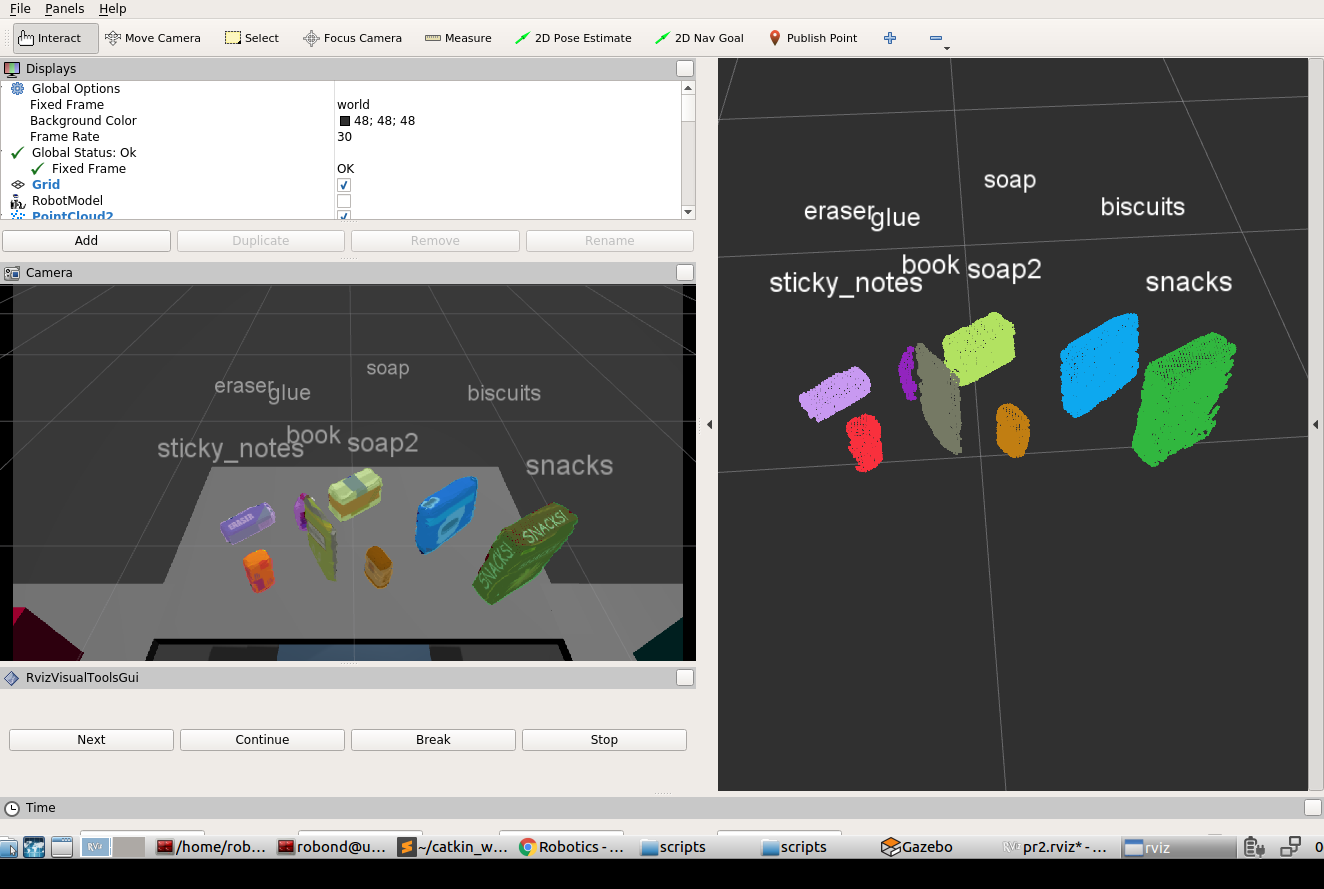 File Panels Help
Interact Move Camera Select Focus Camera Measure 2D Pose Estimate 2D Nav Goal Publish Point
Displays
Global Options
Fixed Frame world
Background Color 48; 48; 48
Frame Rate 30
Global Status: Ok
Fixed Frame OK
Grid
RobotModel
PointCloud2
Add Duplicate Remove Rename
Camera
soap
eraser
glue
biscuits
book
soap2
sticky_notes
snacks
ERASER
SNACKS!
SNACKS!
RvizVisualToolsGui
Next Continue Break Stop
soap
biscuits
eraser
glue
book
soap2
sticky_notes
snacks
Time
RViz /home/rob... robond@u... ~/catkin_w... Robotics - ... scripts scripts Gazebo RViz pr2.rviz* - ... rviz 0